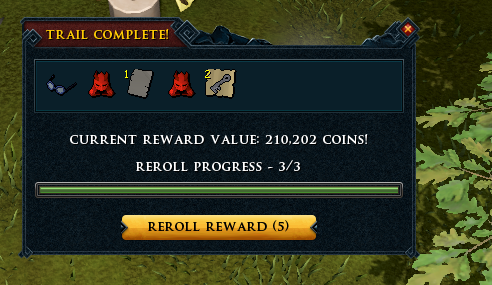 TRAIL COMPLETE!
1 2
CURRENT REWARD VALUE: 210,202 COINS!
REROLL PROGRESS - 3/3
REROLL REWARD (5)